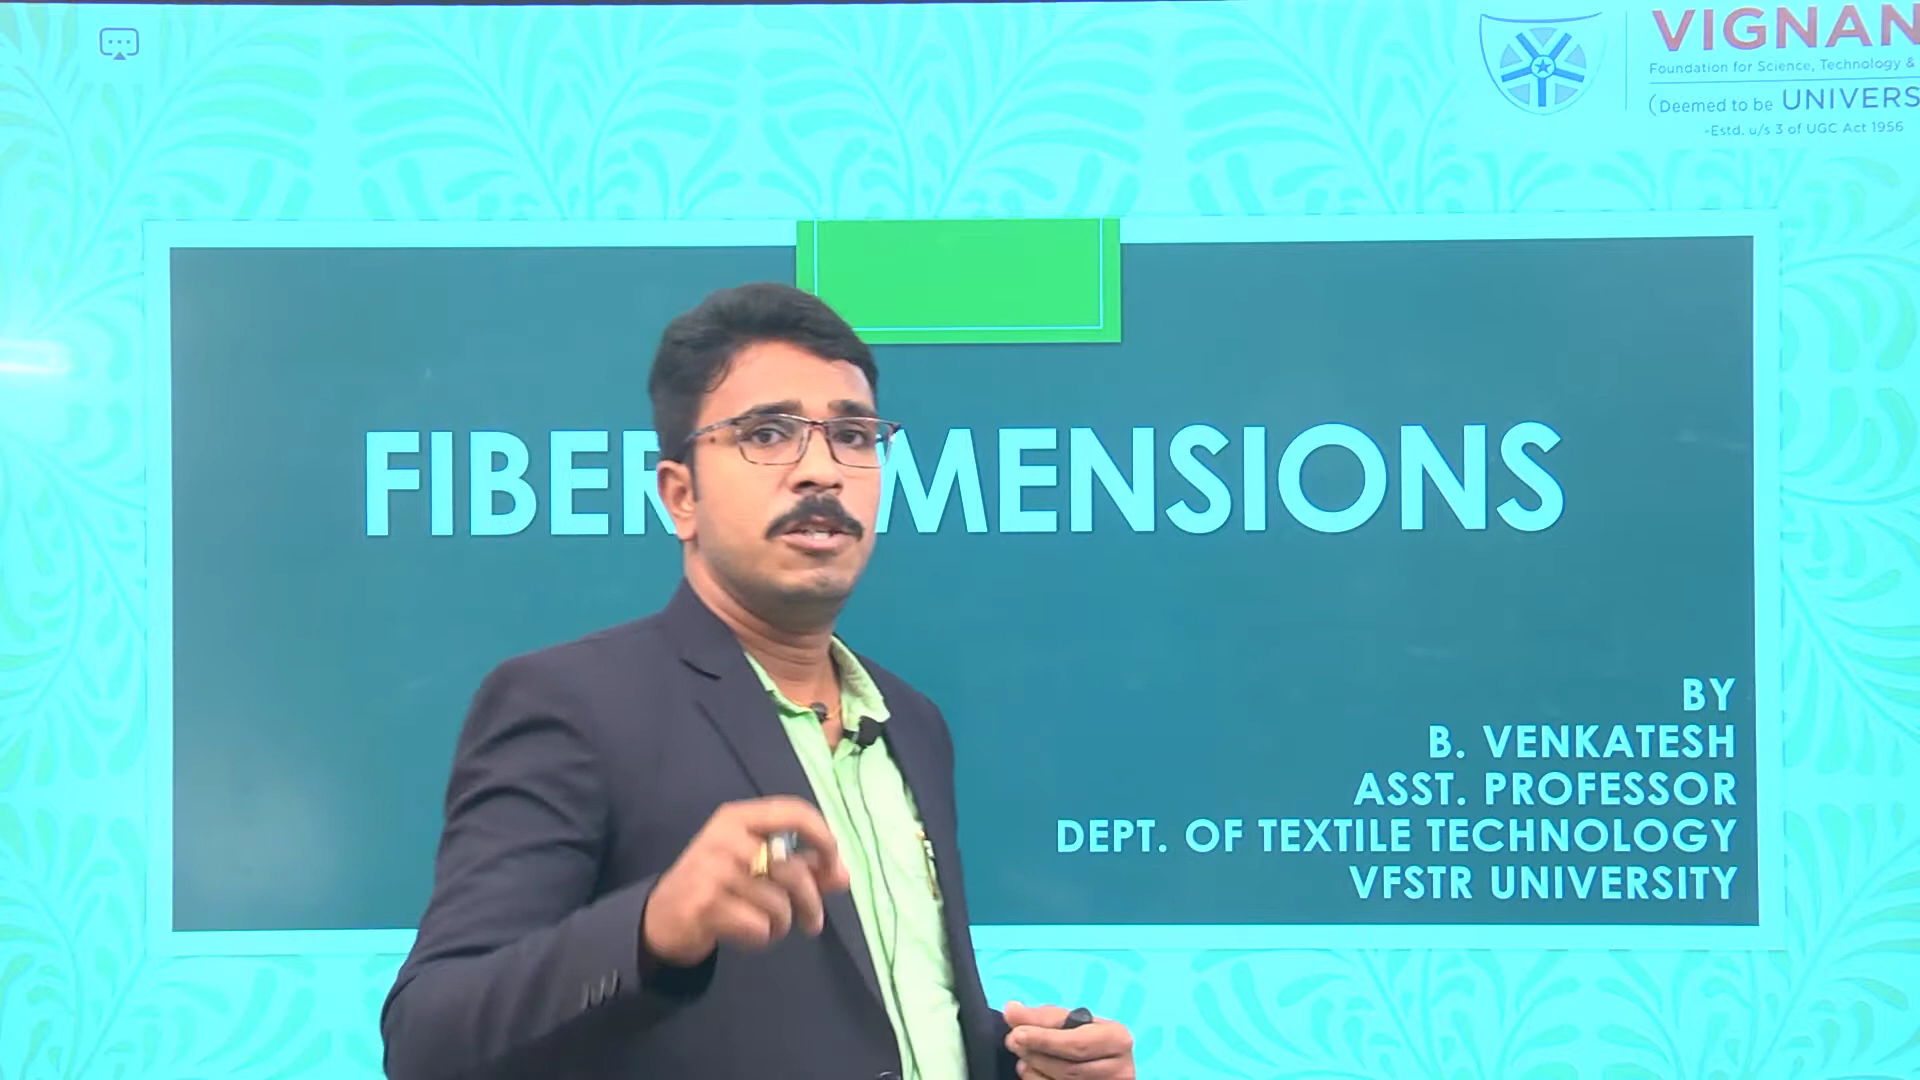 VIGNAN
Foundation for Science, Technology &
(Deemed to be UNIVERS
-Estd. u/s 3 of UGC Act 1956
FIBER MENSIONS
BY
B. VENKATESH
ASST. PROFESSOR
DEPT. OF TEXTILE TECHNOLOGY
VFSTR UNIVERSITY